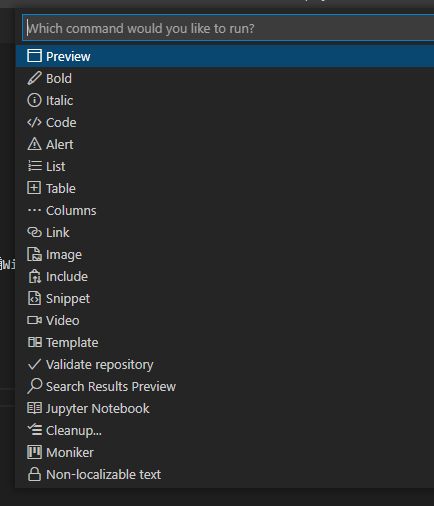 Which command would you like to run?
Preview
Bold
Italic
Code
Alert
List
Table
Columns
Link
Wi
Image
Include
Snippet
Video
Template
Validate repository
Search Results Preview
Jupyter Notebook
Cleanup...
Moniker
Non-localizable text